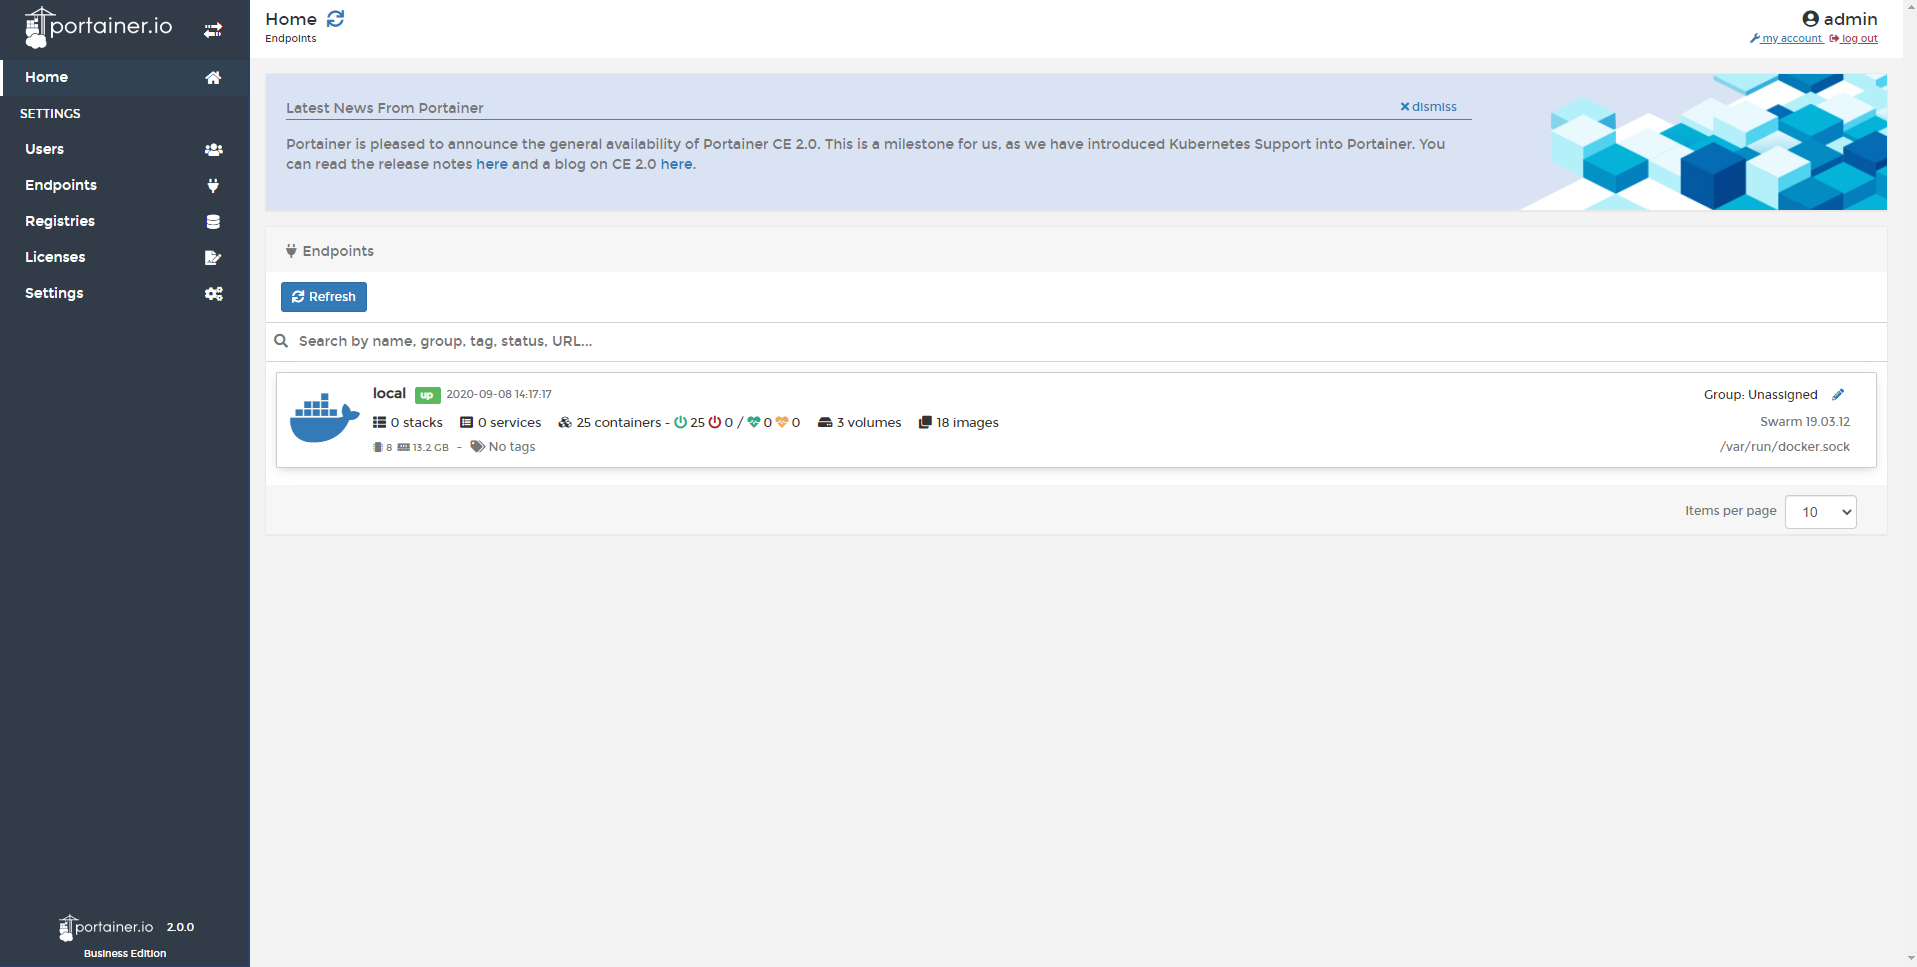 portainer.io
Home
SETTINGS
Users
Endpoints
Registries
Licenses
Settings
portainer.io 2.0.0
Business Edition
Home
Endpoints
admin
my account log out
Latest News From Portainer
dismiss
Portainer is pleased to announce the general availability of Portainer CE 2.0. This is a milestone for us, as we have introduced Kubernetes Support into Portainer. You
can read the release notes here and a blog on CE 2.0 here.
Endpoints
Refresh
Search by name, group, tag, status, URL...
local up 2020-09-08 14:17:17 Group: Unassigned
0 stacks 0 services 25 containers - 25 0 / 0 0 3 volumes 18 images Swarm 19.03.12
8 13.2 GB - No tags /var/run/docker.sock
Items per page 10